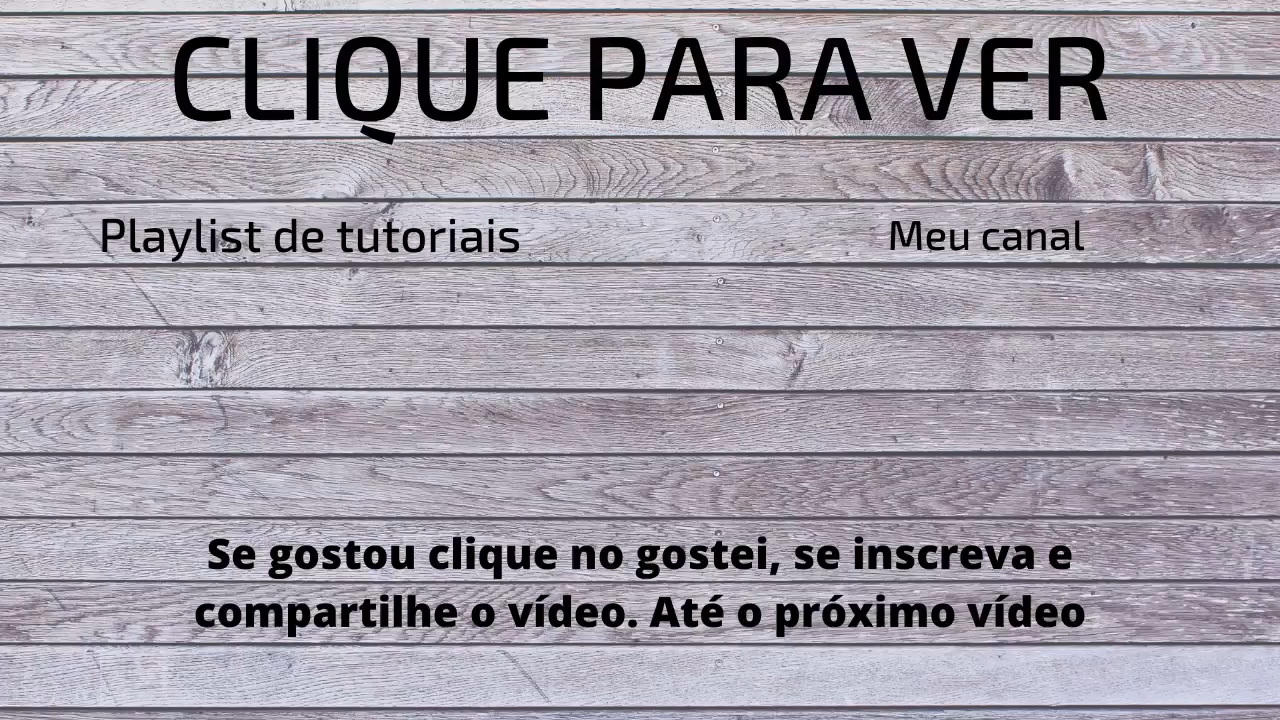 CLIQUE PARA VER
Playlist de tutoriais
Meu canal
Se gostou clique no gostei, se inscreva e
compartilhe o vídeo. Até o próximo vídeo